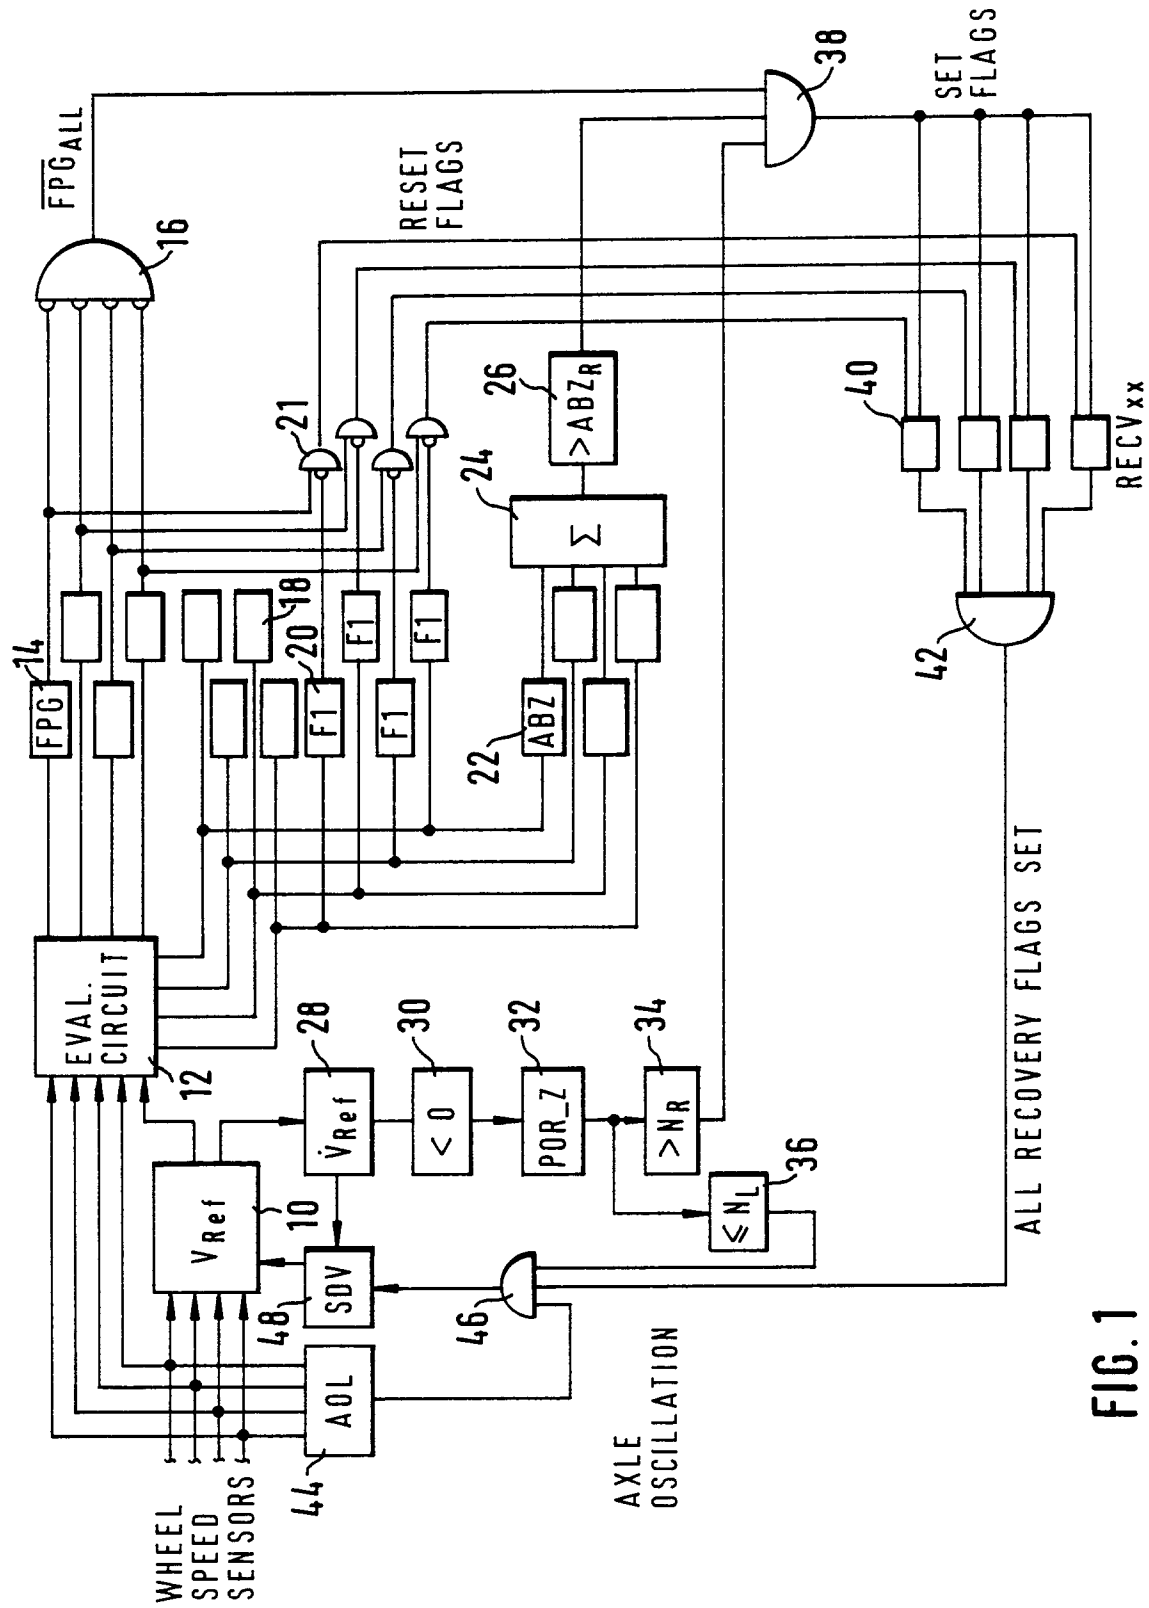 WHEEL
SPEED
SENSORS
44
AOL
AXLE
OSCILLATION
V_Ref
10
48
SDV
46
EVAL.
CIRCUIT
12
V̇_Ref
28
< 0
30
POR_Z
32
> N_R
34
≤ N_L
36
FPG
14
18
F1
20
F1
F1
F1
ABZ
22
Σ
24
> ABZ_R
26
21
16
F̅P̅G̅_ALL
RESET
FLAGS
38
SET
FLAGS
40
RECV_xx
42
ALL RECOVERY FLAGS SET
FIG. 1